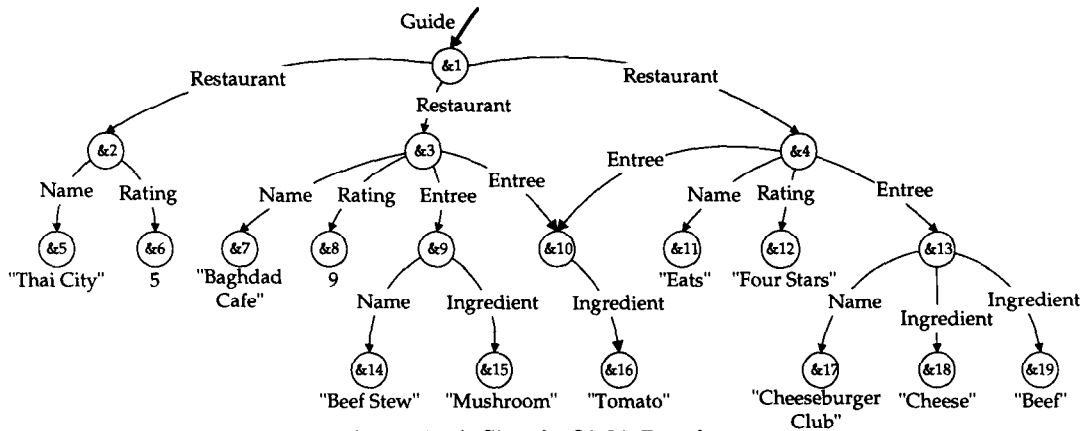 Guide
&1
Restaurant
Restaurant
Restaurant
&2
&3
&4
Name
Rating
Name
Rating
Entree
Entree
Entree
Name
Rating
Entree
&5
&6
&7
&8
&9
&10
&11
&12
&13
"Thai City"
5
"Baghdad
Cafe"
9
"Eats"
"Four Stars"
Name
Ingredient
Ingredient
Name
Ingredient
Ingredient
&14
&15
&16
&17
&18
&19
"Beef Stew"
"Mushroom"
"Tomato"
"Cheeseburger
Club"
"Cheese"
"Beef"